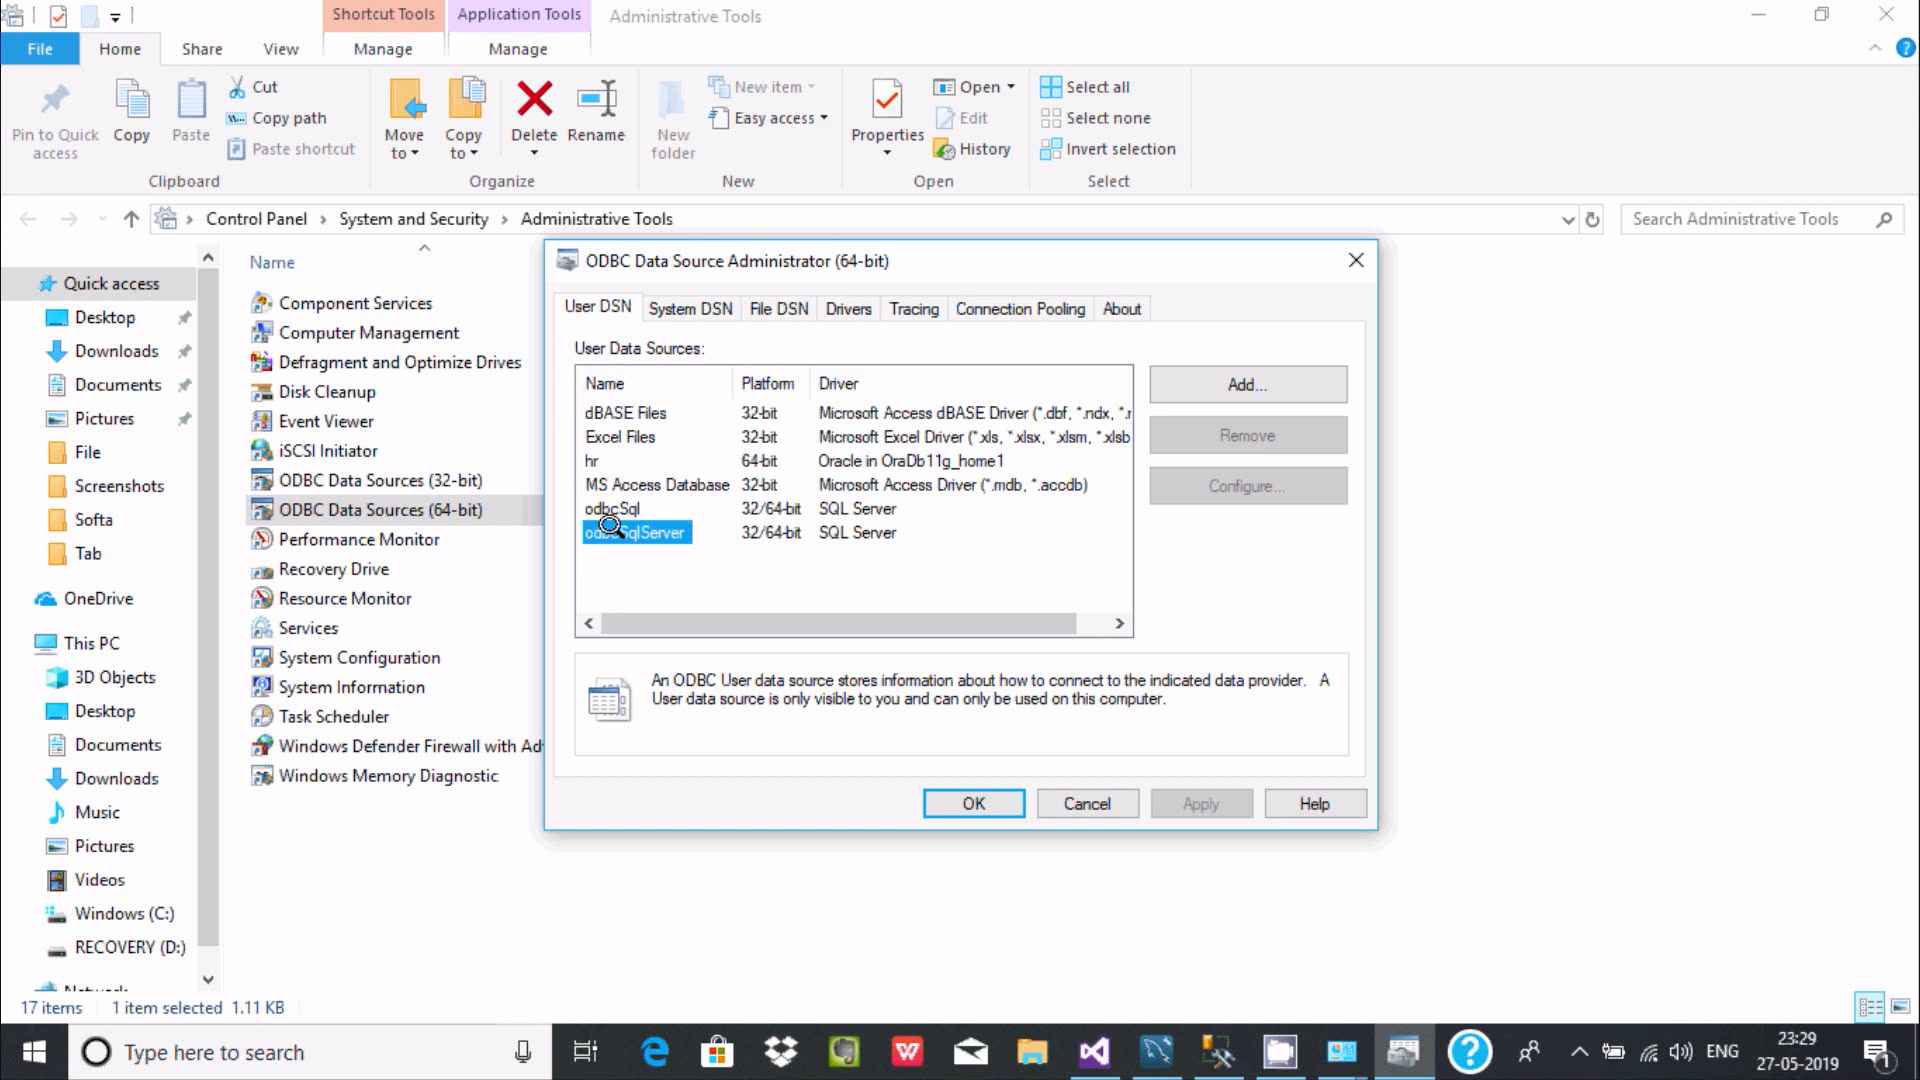 Shortcut Tools
Application Tools
Administrative Tools
File
Home
Share
View
Manage
Manage
Pin to Quick access
Copy
Paste
Cut
Copy path
Paste shortcut
Clipboard
Move to
Copy to
Delete
Rename
Organize
New folder
New item
Easy access
New
Properties
Open
Edit
History
Open
Select all
Select none
Invert selection
Select
Control Panel > System and Security > Administrative Tools
Search Administrative Tools
Quick access
Desktop
Downloads
Documents
Pictures
File
Screenshots
Softa
Tab
OneDrive
This PC
3D Objects
Desktop
Documents
Downloads
Music
Pictures
Videos
Windows (C:)
RECOVERY (D:)
Network
Name
Component Services
Computer Management
Defragment and Optimize Drives
Disk Cleanup
Event Viewer
iSCSI Initiator
ODBC Data Sources (32-bit)
ODBC Data Sources (64-bit)
Performance Monitor
Recovery Drive
Resource Monitor
Services
System Configuration
System Information
Task Scheduler
Windows Defender Firewall with Ad
Windows Memory Diagnostic
ODBC Data Source Administrator (64-bit)
User DSN
System DSN
File DSN
Drivers
Tracing
Connection Pooling
About
User Data Sources:
Name Platform Driver
dBASE Files 32-bit Microsoft Access dBASE Driver (*.dbf, *.ndx, *.r
Excel Files 32-bit Microsoft Excel Driver (*.xls, *.xlsx, *.xlsm, *.xlsb
hr 64-bit Oracle in OraDb11g_home1
MS Access Database 32-bit Microsoft Access Driver (*.mdb, *.accdb)
odbcSql 32/64-bit SQL Server
odbcSqlServer 32/64-bit SQL Server
Add...
Remove
Configure...
An ODBC User data source stores information about how to connect to the indicated data provider. A
User data source is only visible to you and can only be used on this computer.
OK
Cancel
Apply
Help
17 items
1 item selected 1.11 KB
Type here to search
ENG
23:29
27-05-2019
1